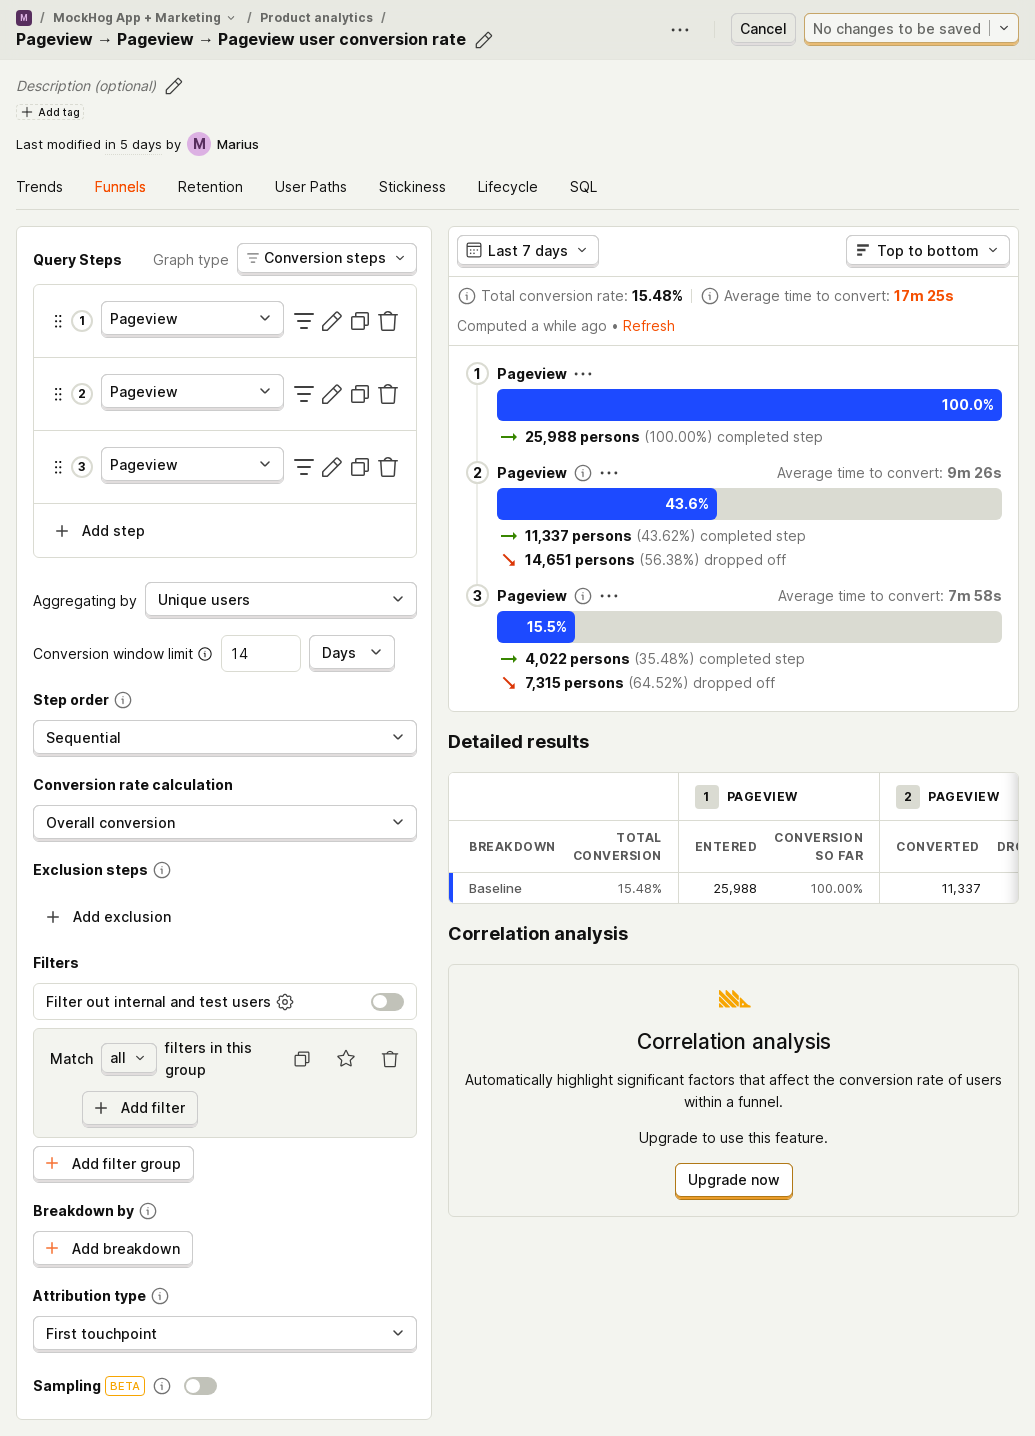 M / MockHog App + Marketing / Product analytics /
Pageview → Pageview → Pageview user conversion rate
Cancel
No changes to be saved
Description (optional)
Add tag
Last modified in 5 days by M Marius
Trends Funnels Retention User Paths Stickiness Lifecycle SQL
Query Steps Graph type Conversion steps
1 Pageview
2 Pageview
3 Pageview
Add step
Aggregating by Unique users
Conversion window limit 14 Days
Step order
Sequential
Conversion rate calculation
Overall conversion
Exclusion steps
Add exclusion
Filters
Filter out internal and test users
Match all filters in this
group
Add filter
Add filter group
Breakdown by
Add breakdown
Attribution type
First touchpoint
Sampling BETA
Last 7 days Top to bottom
Total conversion rate: 15.48% Average time to convert: 17m 25s
Computed a while ago • Refresh
1 Pageview
100.0%
25,988 persons (100.00%) completed step
2 Pageview Average time to convert: 9m 26s
43.6%
11,337 persons (43.62%) completed step
14,651 persons (56.38%) dropped off
3 Pageview Average time to convert: 7m 58s
15.5%
4,022 persons (35.48%) completed step
7,315 persons (64.52%) dropped off
Detailed results
1 PAGEVIEW 2 PAGEVIEW
BREAKDOWN TOTAL CONVERSION ENTERED CONVERSION SO FAR CONVERTED
Baseline 15.48% 25,988 100.00% 11,337
Correlation analysis
Correlation analysis
Automatically highlight significant factors that affect the conversion rate of users
within a funnel.
Upgrade to use this feature.
Upgrade now